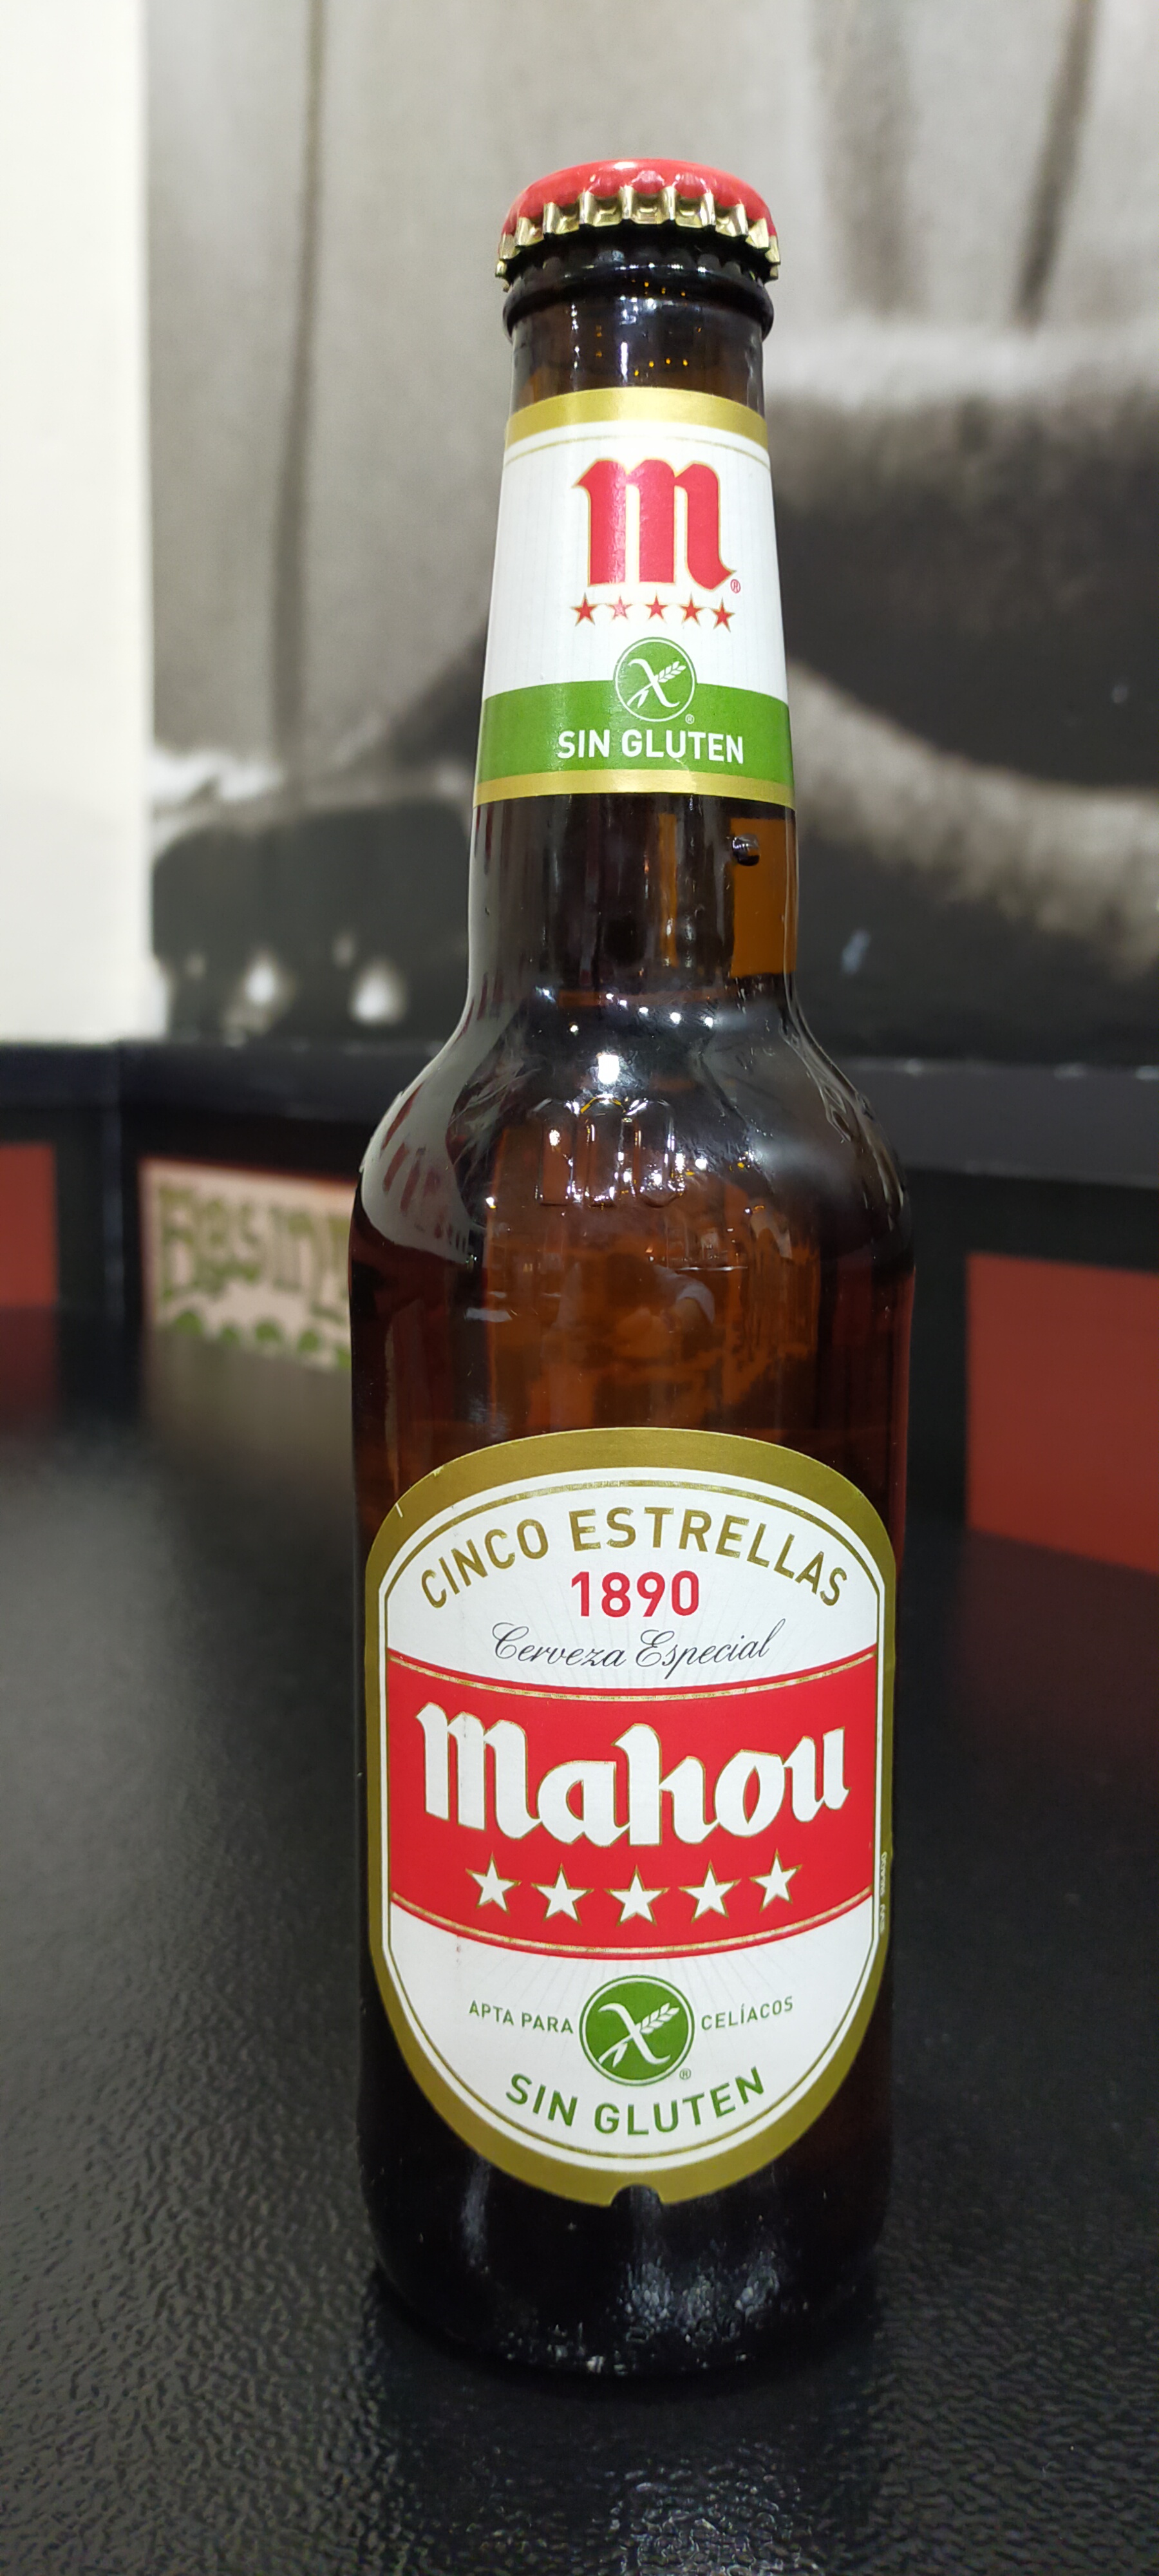 m
SIN GLUTEN
CINCO ESTRELLAS
1890
Cerveza Especial
Mahou
APTA PARA CELÍACOS
SIN GLUTEN